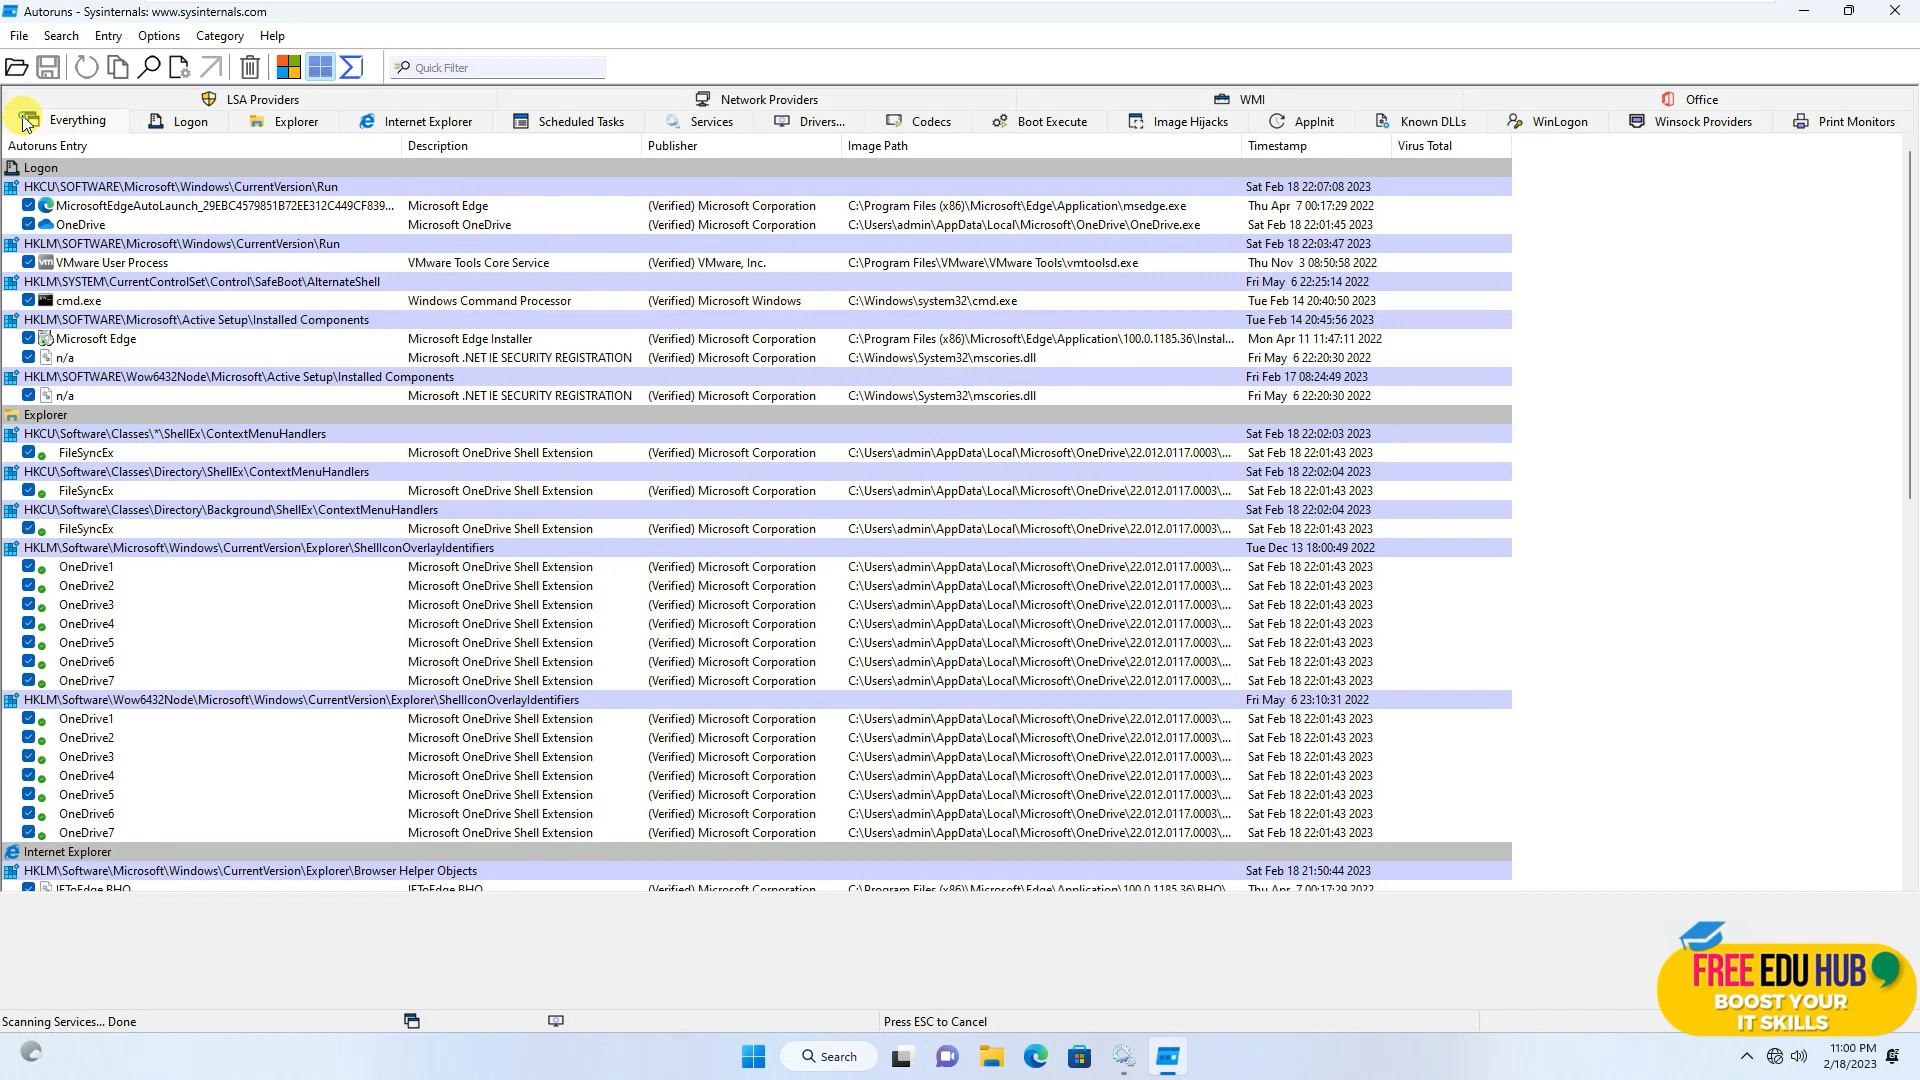 Autoruns - Sysinternals: www.sysinternals.com
File Search Entry Options Category Help
Quick Filter
LSA Providers Network Providers WMI Office
Everything Logon Explorer Internet Explorer Scheduled Tasks Services Drivers... Codecs Boot Execute Image Hijacks AppInit Known DLLs WinLogon Winsock Providers Print Monitors
Autoruns Entry Description Publisher Image Path Timestamp Virus Total
Logon
HKCU\SOFTWARE\Microsoft\Windows\CurrentVersion\Run Sat Feb 18 22:07:08 2023
MicrosoftEdgeAutoLaunch_29EBC4579851B72EE312C449CF839... Microsoft Edge (Verified) Microsoft Corporation C:\Program Files (x86)\Microsoft\Edge\Application\msedge.exe Thu Apr 7 00:17:29 2022
OneDrive Microsoft OneDrive (Verified) Microsoft Corporation C:\Users\admin\AppData\Local\Microsoft\OneDrive\OneDrive.exe Sat Feb 18 22:01:45 2023
HKLM\SOFTWARE\Microsoft\Windows\CurrentVersion\Run Sat Feb 18 22:03:47 2023
vm VMware User Process VMware Tools Core Service (Verified) VMware, Inc. C:\Program Files\VMware\VMware Tools\vmtoolsd.exe Thu Nov 3 08:50:58 2022
HKLM\SYSTEM\CurrentControlSet\Control\SafeBoot\AlternateShell Fri May 6 22:25:14 2022
cmd.exe Windows Command Processor (Verified) Microsoft Windows C:\Windows\system32\cmd.exe Tue Feb 14 20:40:50 2023
HKLM\SOFTWARE\Microsoft\Active Setup\Installed Components Tue Feb 14 20:45:56 2023
Microsoft Edge Microsoft Edge Installer (Verified) Microsoft Corporation C:\Program Files (x86)\Microsoft\Edge\Application\100.0.1185.36\Instal... Mon Apr 11 11:47:11 2022
n/a Microsoft .NET IE SECURITY REGISTRATION (Verified) Microsoft Corporation C:\Windows\System32\mscories.dll Fri May 6 22:20:30 2022
HKLM\SOFTWARE\Wow6432Node\Microsoft\Active Setup\Installed Components Fri Feb 17 08:24:49 2023
n/a Microsoft .NET IE SECURITY REGISTRATION (Verified) Microsoft Corporation C:\Windows\System32\mscories.dll Fri May 6 22:20:30 2022
Explorer
HKCU\Software\Classes\*\ShellEx\ContextMenuHandlers Sat Feb 18 22:02:03 2023
FileSyncEx Microsoft OneDrive Shell Extension (Verified) Microsoft Corporation C:\Users\admin\AppData\Local\Microsoft\OneDrive\22.012.0117.0003\... Sat Feb 18 22:01:43 2023
HKCU\Software\Classes\Directory\ShellEx\ContextMenuHandlers Sat Feb 18 22:02:04 2023
FileSyncEx Microsoft OneDrive Shell Extension (Verified) Microsoft Corporation C:\Users\admin\AppData\Local\Microsoft\OneDrive\22.012.0117.0003\... Sat Feb 18 22:01:43 2023
HKCU\Software\Classes\Directory\Background\ShellEx\ContextMenuHandlers Sat Feb 18 22:02:04 2023
FileSyncEx Microsoft OneDrive Shell Extension (Verified) Microsoft Corporation C:\Users\admin\AppData\Local\Microsoft\OneDrive\22.012.0117.0003\... Sat Feb 18 22:01:43 2023
HKLM\Software\Microsoft\Windows\CurrentVersion\Explorer\ShellIconOverlayIdentifiers Tue Dec 13 18:00:49 2022
OneDrive1 Microsoft OneDrive Shell Extension (Verified) Microsoft Corporation C:\Users\admin\AppData\Local\Microsoft\OneDrive\22.012.0117.0003\... Sat Feb 18 22:01:43 2023
OneDrive2 Microsoft OneDrive Shell Extension (Verified) Microsoft Corporation C:\Users\admin\AppData\Local\Microsoft\OneDrive\22.012.0117.0003\... Sat Feb 18 22:01:43 2023
OneDrive3 Microsoft OneDrive Shell Extension (Verified) Microsoft Corporation C:\Users\admin\AppData\Local\Microsoft\OneDrive\22.012.0117.0003\... Sat Feb 18 22:01:43 2023
OneDrive4 Microsoft OneDrive Shell Extension (Verified) Microsoft Corporation C:\Users\admin\AppData\Local\Microsoft\OneDrive\22.012.0117.0003\... Sat Feb 18 22:01:43 2023
OneDrive5 Microsoft OneDrive Shell Extension (Verified) Microsoft Corporation C:\Users\admin\AppData\Local\Microsoft\OneDrive\22.012.0117.0003\... Sat Feb 18 22:01:43 2023
OneDrive6 Microsoft OneDrive Shell Extension (Verified) Microsoft Corporation C:\Users\admin\AppData\Local\Microsoft\OneDrive\22.012.0117.0003\... Sat Feb 18 22:01:43 2023
OneDrive7 Microsoft OneDrive Shell Extension (Verified) Microsoft Corporation C:\Users\admin\AppData\Local\Microsoft\OneDrive\22.012.0117.0003\... Sat Feb 18 22:01:43 2023
HKLM\Software\Wow6432Node\Microsoft\Windows\CurrentVersion\Explorer\ShellIconOverlayIdentifiers Fri May 6 23:10:31 2022
OneDrive1 Microsoft OneDrive Shell Extension (Verified) Microsoft Corporation C:\Users\admin\AppData\Local\Microsoft\OneDrive\22.012.0117.0003\... Sat Feb 18 22:01:43 2023
OneDrive2 Microsoft OneDrive Shell Extension (Verified) Microsoft Corporation C:\Users\admin\AppData\Local\Microsoft\OneDrive\22.012.0117.0003\... Sat Feb 18 22:01:43 2023
OneDrive3 Microsoft OneDrive Shell Extension (Verified) Microsoft Corporation C:\Users\admin\AppData\Local\Microsoft\OneDrive\22.012.0117.0003\... Sat Feb 18 22:01:43 2023
OneDrive4 Microsoft OneDrive Shell Extension (Verified) Microsoft Corporation C:\Users\admin\AppData\Local\Microsoft\OneDrive\22.012.0117.0003\... Sat Feb 18 22:01:43 2023
OneDrive5 Microsoft OneDrive Shell Extension (Verified) Microsoft Corporation C:\Users\admin\AppData\Local\Microsoft\OneDrive\22.012.0117.0003\... Sat Feb 18 22:01:43 2023
OneDrive6 Microsoft OneDrive Shell Extension (Verified) Microsoft Corporation C:\Users\admin\AppData\Local\Microsoft\OneDrive\22.012.0117.0003\... Sat Feb 18 22:01:43 2023
OneDrive7 Microsoft OneDrive Shell Extension (Verified) Microsoft Corporation C:\Users\admin\AppData\Local\Microsoft\OneDrive\22.012.0117.0003\... Sat Feb 18 22:01:43 2023
Internet Explorer
HKLM\Software\Microsoft\Windows\CurrentVersion\Explorer\Browser Helper Objects Sat Feb 18 21:50:44 2023
IEToEdge BHO IEToEdge BHO (Verified) Microsoft Corporation C:\Program Files (x86)\Microsoft\Edge\Application\100.0.1185.36\BHO\... Thu Apr 7 00:17:29 2022
FREE EDU HUB
BOOST YOUR
IT SKILLS
Scanning Services... Done Press ESC to Cancel
Search 11:00 PM
2/18/2023